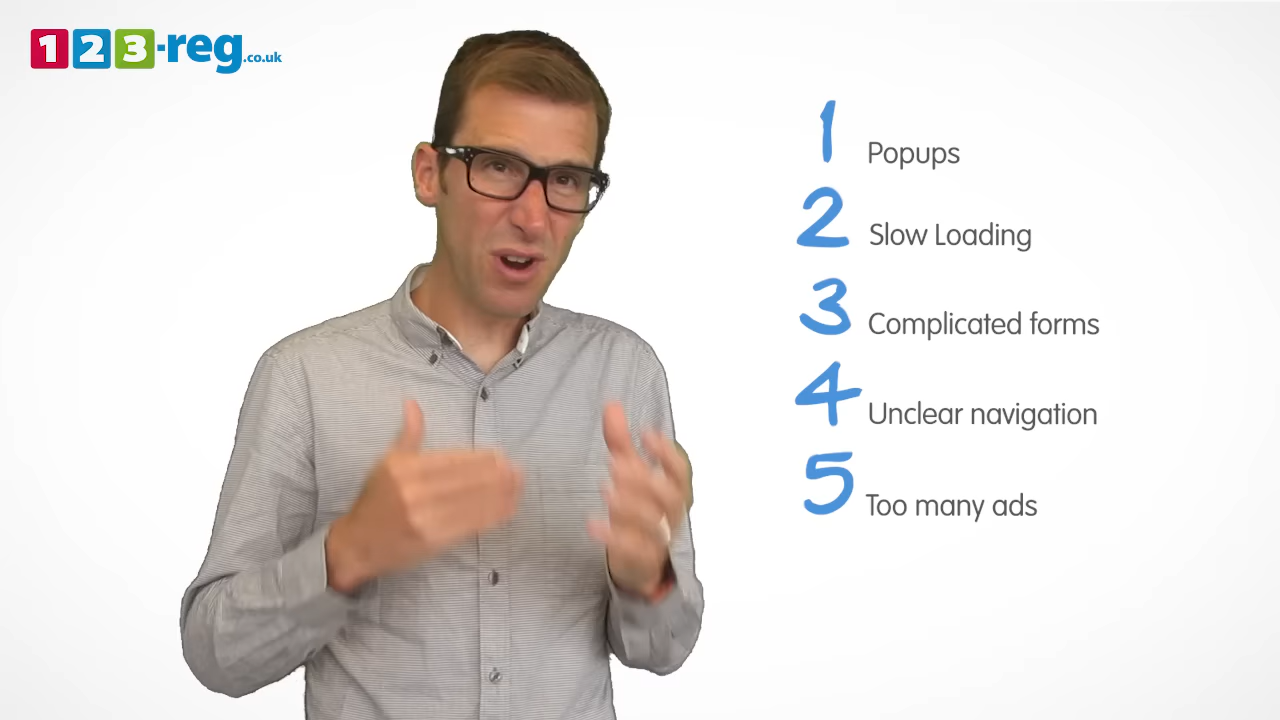 123-reg.co.uk
1 Popups
2 Slow Loading
3 Complicated forms
4 Unclear navigation
5 Too many ads